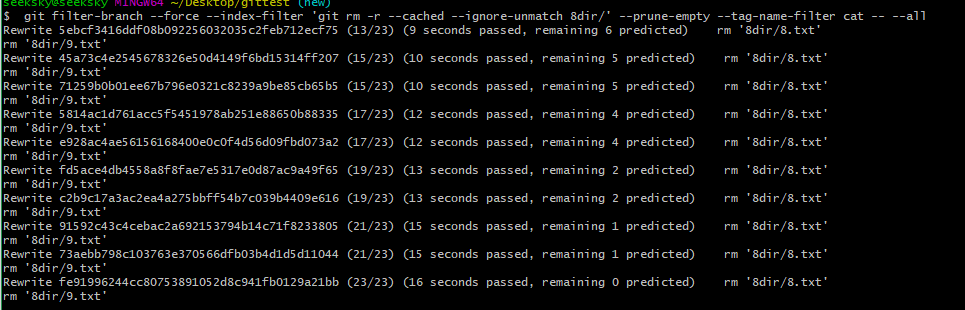 seeksky@seeksky MINGW64 ~/Desktop/gittest (new)
$  git filter-branch --force --index-filter 'git rm -r --cached --ignore-unmatch 8dir/' --prune-empty --tag-name-filter cat -- --all
Rewrite 5ebcf3416ddf08b092256032035c2feb712ecf75 (13/23) (9 seconds passed, remaining 6 predicted)    rm '8dir/8.txt'
rm '8dir/9.txt'
Rewrite 45a73c4e2545678326e50d4149f6bd15314ff207 (15/23) (10 seconds passed, remaining 5 predicted)    rm '8dir/8.txt'
rm '8dir/9.txt'
Rewrite 71259b0b01ee67b796e0321c8239a9be85cb65b5 (15/23) (10 seconds passed, remaining 5 predicted)    rm '8dir/8.txt'
rm '8dir/9.txt'
Rewrite 5814ac1d761acc5f5451978ab251e88650b88335 (17/23) (12 seconds passed, remaining 4 predicted)    rm '8dir/8.txt'
rm '8dir/9.txt'
Rewrite e928ac4ae56156168400e0c0f4d56d09fbd073a2 (17/23) (12 seconds passed, remaining 4 predicted)    rm '8dir/8.txt'
rm '8dir/9.txt'
Rewrite fd5ace4db4558a8f8fae7e5317e0d87ac9a49f65 (19/23) (13 seconds passed, remaining 2 predicted)    rm '8dir/8.txt'
rm '8dir/9.txt'
Rewrite c2b9c17a3ac2ea4a275bbff54b7c039b4409e616 (19/23) (13 seconds passed, remaining 2 predicted)    rm '8dir/8.txt'
rm '8dir/9.txt'
Rewrite 91592c43c4cebac2a692153794b14c71f8233805 (21/23) (15 seconds passed, remaining 1 predicted)    rm '8dir/8.txt'
rm '8dir/9.txt'
Rewrite 73aebb798c103763e370566dfb03b4d1d5d11044 (21/23) (15 seconds passed, remaining 1 predicted)    rm '8dir/8.txt'
rm '8dir/9.txt'
Rewrite fe91996244cc80753891052d8c941fb0129a21bb (23/23) (16 seconds passed, remaining 0 predicted)    rm '8dir/8.txt'
rm '8dir/9.txt'